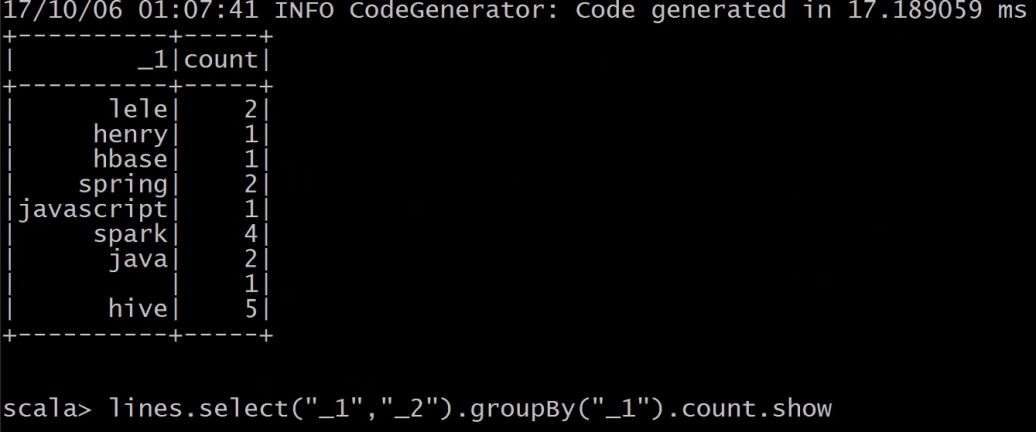 17/10/06 01:07:41 INFO CodeGenerator: Code generated in 17.189059 ms
+----------+-----+
|        _1|count|
+----------+-----+
|      lele|    2|
|     henry|    1|
|     hbase|    1|
|    spring|    2|
|javascript|    1|
|     spark|    4|
|      java|    2|
|          |    1|
|      hive|    5|
+----------+-----+
scala> lines.select("_1","_2").groupBy("_1").count.show